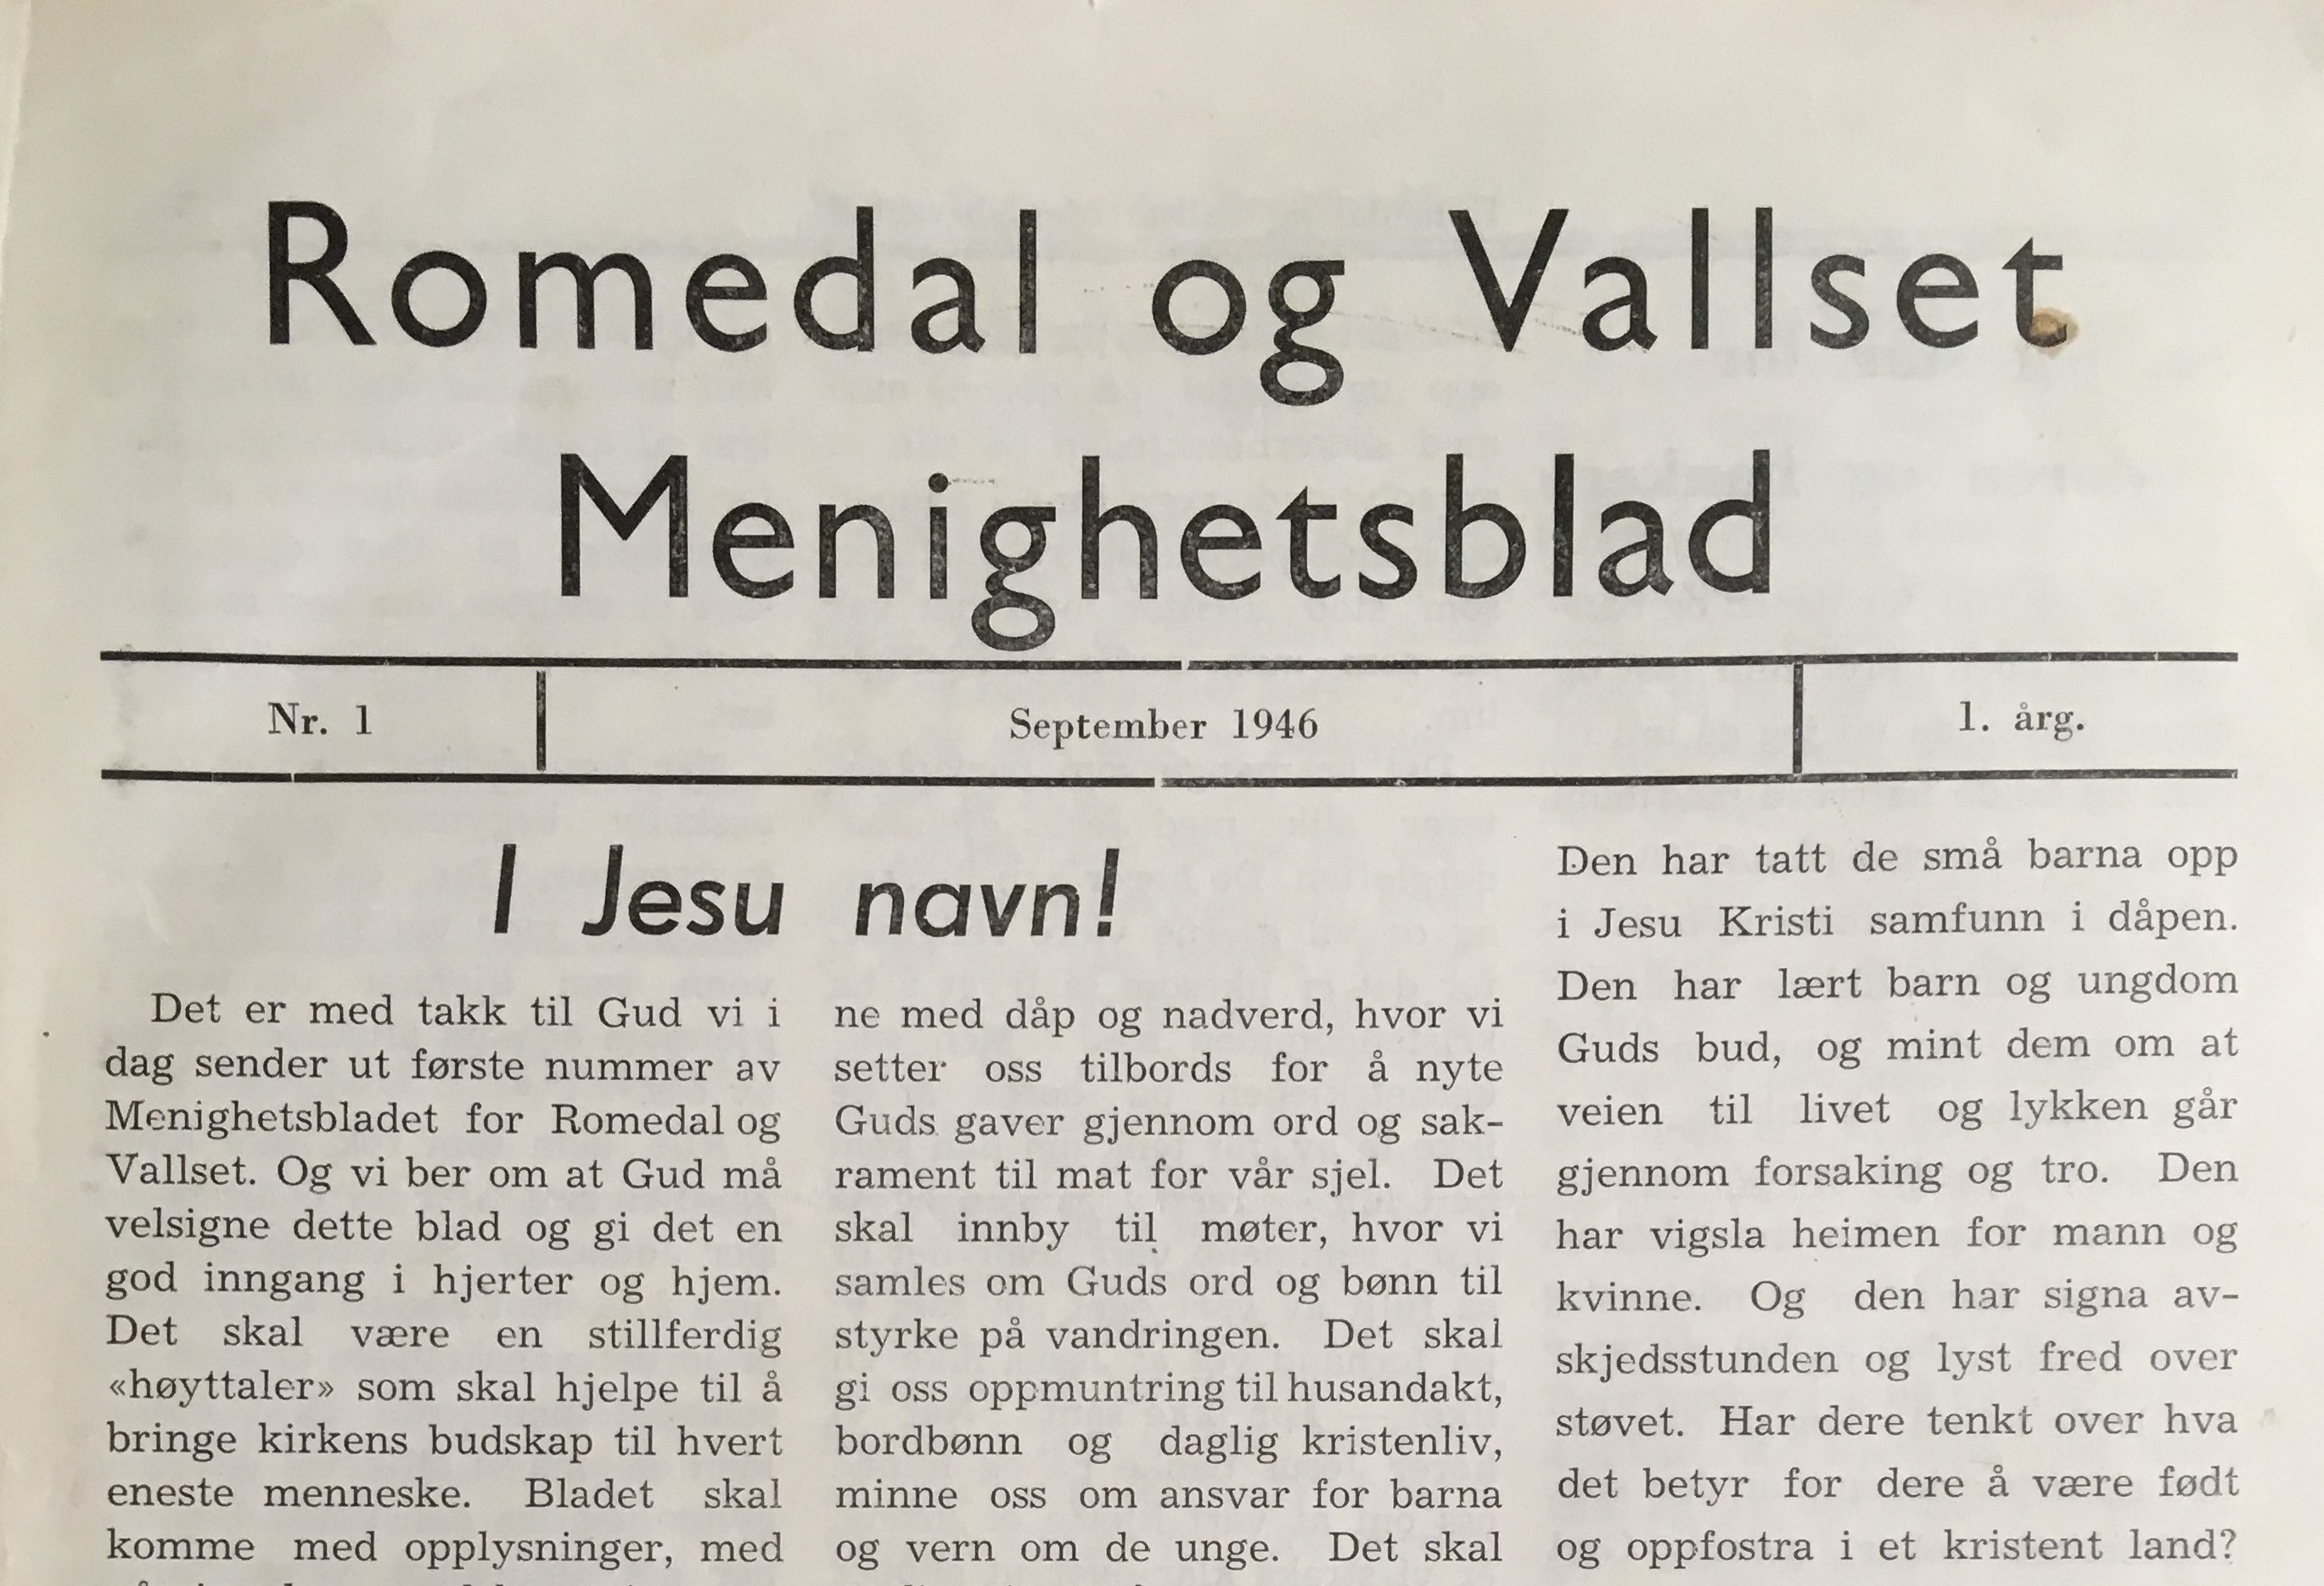 Romedal og Vallset
Menighetsblad
Nr. 1
September 1946
1. årg.
I Jesu navn!
Det er med takk til Gud vi i
dag sender ut første nummer av
Menighetsbladet for Romedal og
Vallset. Og vi ber om at Gud må
velsigne dette blad og gi det en
god inngang i hjerter og hjem.
Det skal være en stillferdig
«høyttaler» som skal hjelpe til å
bringe kirkens budskap til hvert
eneste menneske. Bladet skal
komme med opplysninger, med
ne med dåp og nadverd, hvor vi
setter oss tilbords for å nyte
Guds gaver gjennom ord og sak-
rament til mat for vår sjel. Det
skal innby til møter, hvor vi
samles om Guds ord og bønn til
styrke på vandringen. Det skal
gi oss oppmuntring til husandakt,
bordbønn og daglig kristenliv,
minne oss om ansvar for barna
og vern om de unge. Det skal
Den har tatt de små barna opp
i Jesu Kristi samfunn i dåpen.
Den har lært barn og ungdom
Guds bud, og mint dem om at
veien til livet og lykken går
gjennom forsaking og tro. Den
har vigsla heimen for mann og
kvinne. Og den har signa av-
skjedsstunden og lyst fred over
støvet. Har dere tenkt over hva
det betyr for dere å være født
og oppfostra i et kristent land?